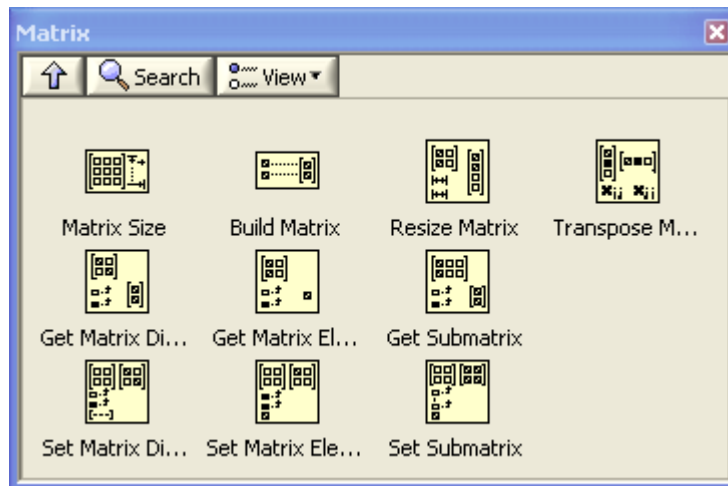 Matrix
Search View
Matrix Size Build Matrix Resize Matrix Transpose M...
Get Matrix Di... Get Matrix El... Get Submatrix
Set Matrix Di... Set Matrix Ele... Set Submatrix